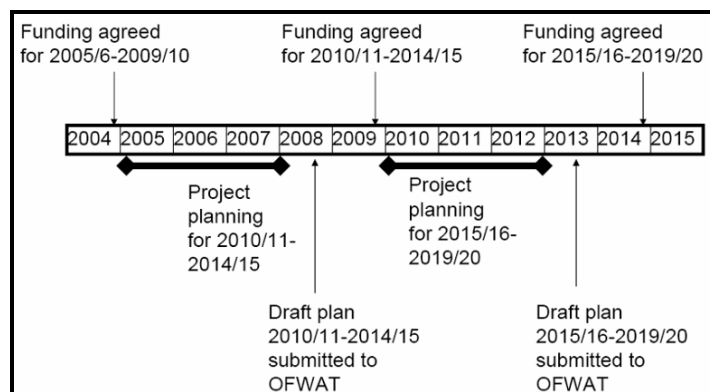 Funding agreed
for 2005/6-2009/10
Funding agreed
for 2010/11-2014/15
Funding agreed
for 2015/16-2019/20
2004 2005 2006 2007 2008 2009 2010 2011 2012 2013 2014 2015
Project
planning
for 2010/11-
2014/15
Project
planning
for 2015/16-
2019/20
Draft plan
2010/11-2014/15
submitted to
OFWAT
Draft plan
2015/16-2019/20
submitted to
OFWAT